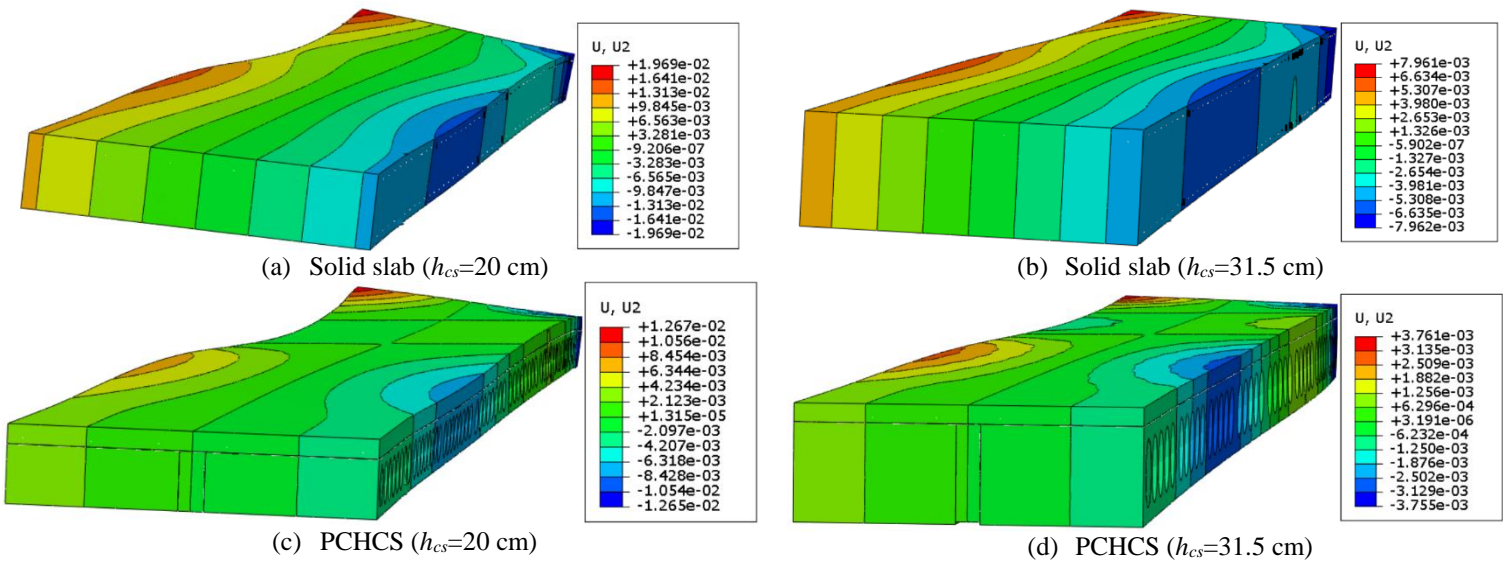 U, U2
+1.969e-02
+1.641e-02
+1.313e-02
+9.845e-03
+6.563e-03
+3.281e-03
-9.206e-07
-3.283e-03
-6.565e-03
-9.847e-03
-1.313e-02
-1.641e-02
-1.969e-02
(a) Solid slab (hcs=20 cm)
U, U2
+7.961e-03
+6.634e-03
+5.307e-03
+3.980e-03
+2.653e-03
+1.326e-03
-5.902e-07
-1.327e-03
-2.654e-03
-3.981e-03
-5.308e-03
-6.635e-03
-7.962e-03
(b) Solid slab (hcs=31.5 cm)
U, U2
+1.267e-02
+1.056e-02
+8.454e-03
+6.344e-03
+4.234e-03
+2.123e-03
+1.315e-05
-2.097e-03
-4.207e-03
-6.318e-03
-8.428e-03
-1.054e-02
-1.265e-02
(c) PCHCS (hcs=20 cm)
U, U2
+3.761e-03
+3.135e-03
+2.509e-03
+1.882e-03
+1.256e-03
+6.296e-04
+3.191e-06
-6.232e-04
-1.250e-03
-1.876e-03
-2.502e-03
-3.129e-03
-3.755e-03
(d) PCHCS (hcs=31.5 cm)